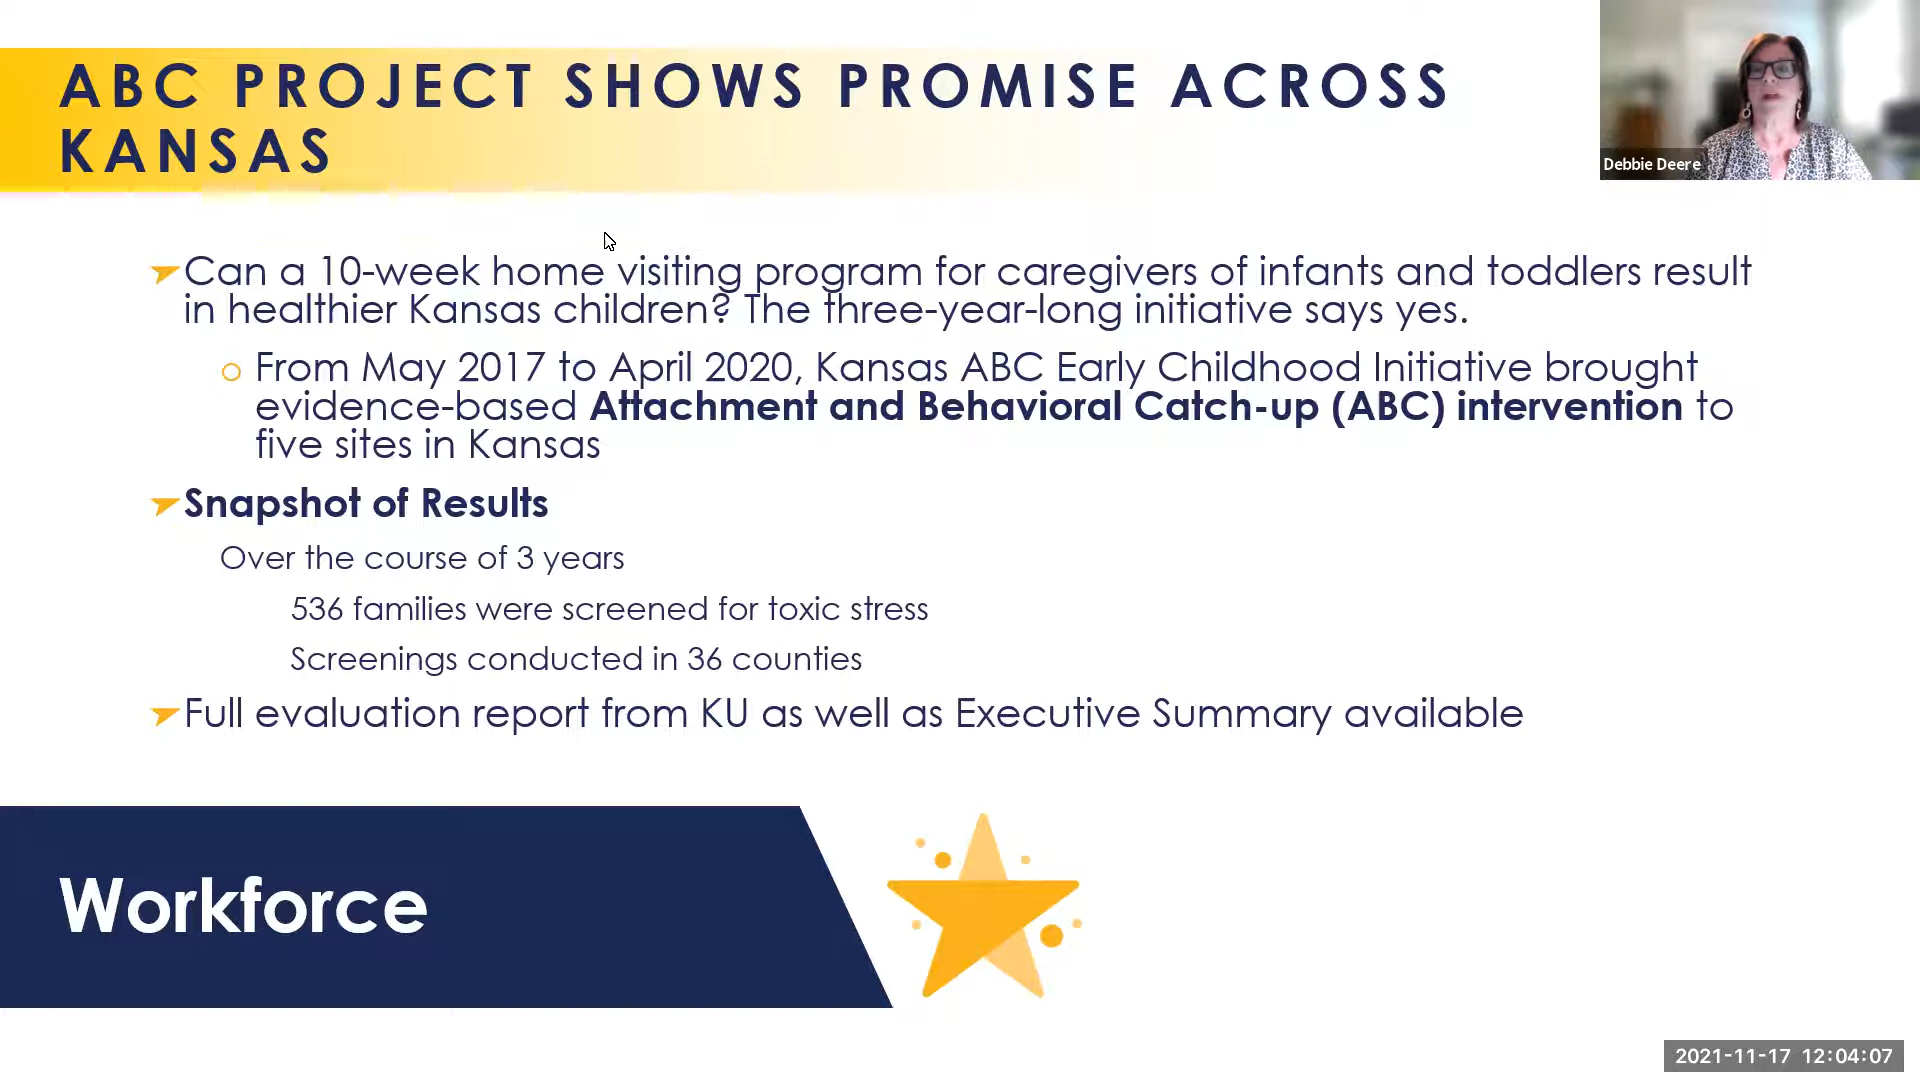 ABC PROJECT SHOWS PROMISE ACROSS
KANSAS
Debbie Deere
Can a 10-week home visiting program for caregivers of infants and toddlers result
in healthier Kansas children? The three-year-long initiative says yes.
From May 2017 to April 2020, Kansas ABC Early Childhood Initiative brought
evidence-based Attachment and Behavioral Catch-up (ABC) intervention to
five sites in Kansas
Snapshot of Results
Over the course of 3 years
536 families were screened for toxic stress
Screenings conducted in 36 counties
Full evaluation report from KU as well as Executive Summary available
Workforce
2021-11-17 12:04:07